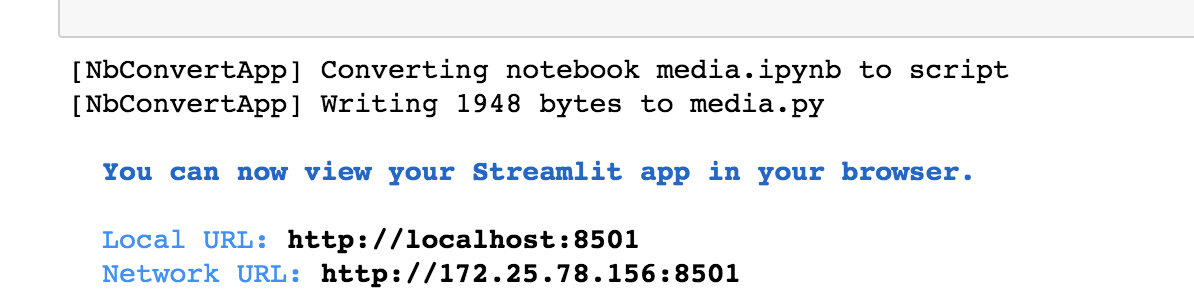 [NbConvertApp] Converting notebook media.ipynb to script
[NbConvertApp] Writing 1948 bytes to media.py
You can now view your Streamlit app in your browser.
Local URL: http://localhost:8501
Network URL: http://172.25.78.156:8501